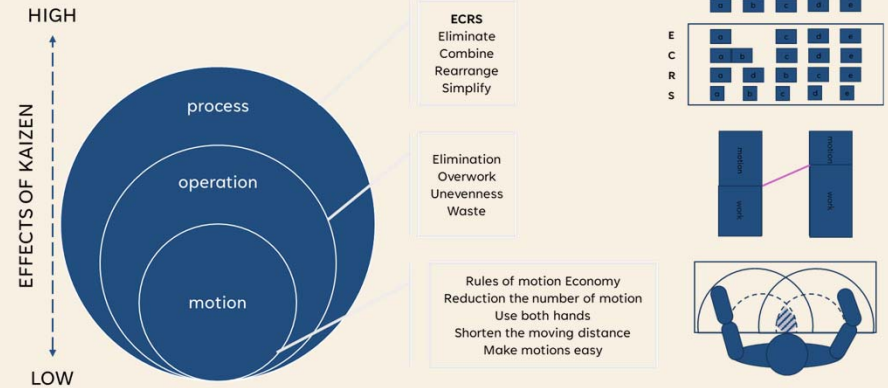 HIGH
EFFECTS OF KAIZEN
LOW
process
operation
motion
ECRS
Eliminate
Combine
Rearrange
Simplify
Elimination
Overwork
Unevenness
Waste
Rules of motion Economy
Reduction the number of motion
Use both hands
Shorten the moving distance
Make motions easy
a b c d e
E a c d e
C a b c d e
R a d b c e
S a b c d e
motion motion
work work